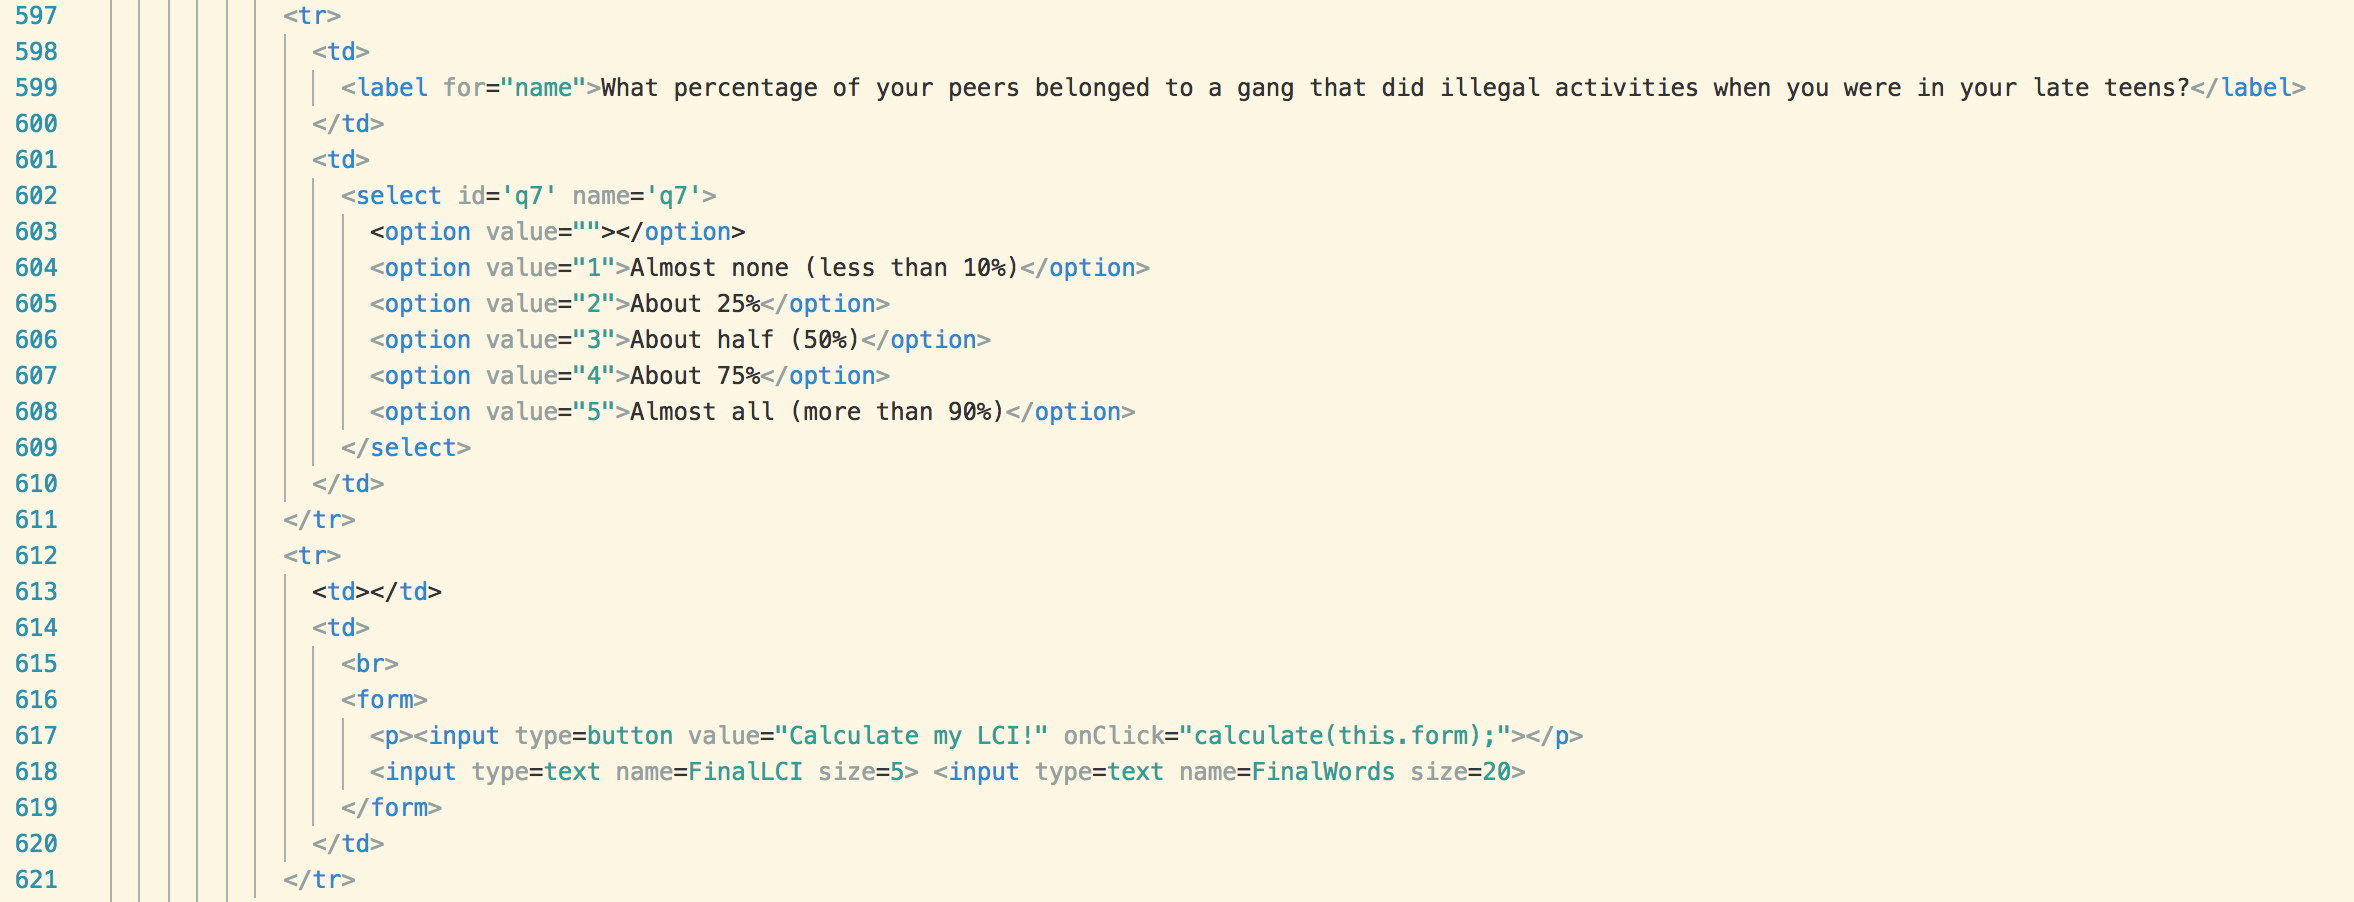 597 <tr>
598 <td>
599 <label for="name">What percentage of your peers belonged to a gang that did illegal activities when you were in your late teens?</label>
600 </td>
601 <td>
602 <select id='q7' name='q7'>
603 <option value=""></option>
604 <option value="1">Almost none (less than 10%)</option>
605 <option value="2">About 25%</option>
606 <option value="3">About half (50%)</option>
607 <option value="4">About 75%</option>
608 <option value="5">Almost all (more than 90%)</option>
609 </select>
610 </td>
611 </tr>
612 <tr>
613 <td></td>
614 <td>
615 <br>
616 <form>
617 <p><input type=button value="Calculate my LCI!" onClick="calculate(this.form);"></p>
618 <input type=text name=FinalLCI size=5> <input type=text name=FinalWords size=20>
619 </form>
620 </td>
621 </tr>